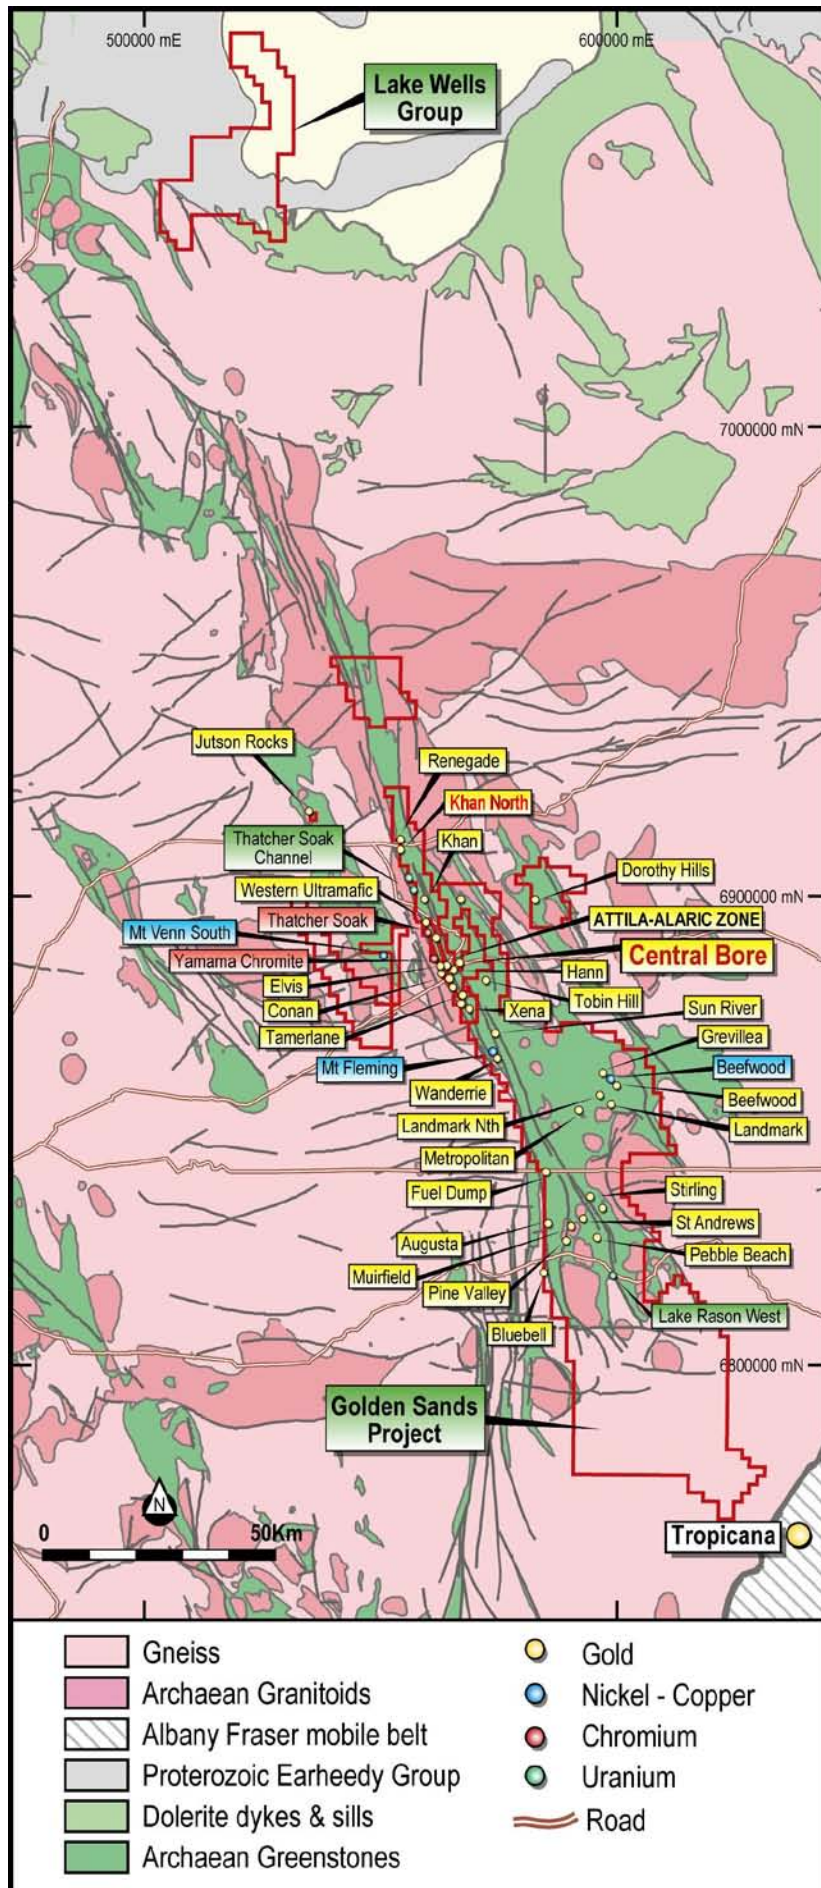 500000 mE
600000 mE
Lake Wells
Group
7000000 mN
Jutson Rocks
Renegade
Khan North
Thatcher Soak
Channel
Khan
Western Ultramafic
Dorothy Hills
6900000 mN
Thatcher Soak
ATTILA-ALARIC ZONE
Mt Venn South
Central Bore
Yamama Chromite
Hann
Elvis
Tobin Hill
Conan
Xena
Sun River
Tamerlane
Grevillea
Mt Fleming
Beefwood
Wanderrie
Beefwood
Landmark Nth
Landmark
Metropolitan
Fuel Dump
Stirling
Augusta
St Andrews
Muirfield
Pebble Beach
Pine Valley
Lake Rason West
Bluebell
6800000 mN
Golden Sands
Project
N
0
50Km
Tropicana
Gneiss
Archaean Granitoids
Albany Fraser mobile belt
Proterozoic Earheedy Group
Dolerite dykes & sills
Archaean Greenstones
Gold
Nickel - Copper
Chromium
Uranium
Road